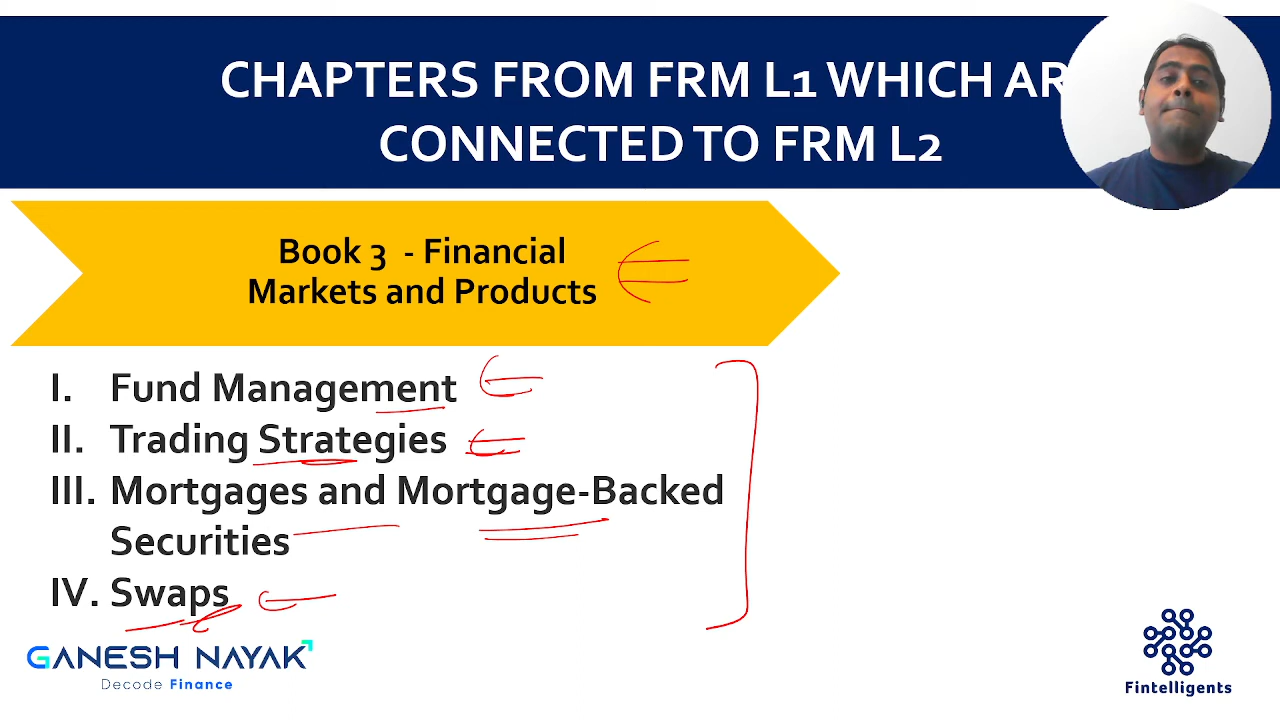 CHAPTERS FROM FRM L1 WHICH AR
CONNECTED TO FRM L2
Book 3 - Financial
Markets and Products
I. Fund Management
II. Trading Strategies
III. Mortgages and Mortgage-Backed
Securities
IV. Swaps
GANESH NAYAK
Decode Finance
Fintelligents